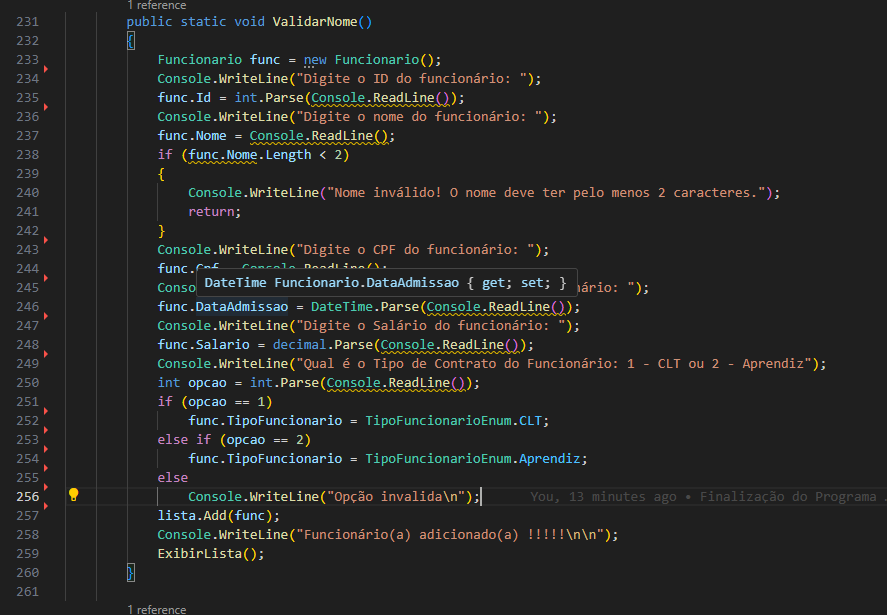 1 reference
231 public static void ValidarNome()
232 {
233 Funcionario func = new Funcionario();
234 Console.WriteLine("Digite o ID do funcionário: ");
235 func.Id = int.Parse(Console.ReadLine());
236 Console.WriteLine("Digite o nome do funcionário: ");
237 func.Nome = Console.ReadLine();
238 if (func.Nome.Length < 2)
239 {
240 Console.WriteLine("Nome inválido! O nome deve ter pelo menos 2 caracteres.");
241 return;
242 }
243 Console.WriteLine("Digite o CPF do funcionário: ");
244 func.Cpf = Console.ReadLine();
DateTime Funcionario.DataAdmissao { get; set; }
245 Conso ário: ");
246 func.DataAdmissao = DateTime.Parse(Console.ReadLine());
247 Console.WriteLine("Digite o Salário do funcionário: ");
248 func.Salario = decimal.Parse(Console.ReadLine());
249 Console.WriteLine("Qual é o Tipo de Contrato do Funcionário: 1 - CLT ou 2 - Aprendiz");
250 int opcao = int.Parse(Console.ReadLine());
251 if (opcao == 1)
252 func.TipoFuncionario = TipoFuncionarioEnum.CLT;
253 else if (opcao == 2)
254 func.TipoFuncionario = TipoFuncionarioEnum.Aprendiz;
255 else
256 Console.WriteLine("Opção invalida\n"); You, 13 minutes ago • Finalização do Programa .
257 lista.Add(func);
258 Console.WriteLine("Funcionário(a) adicionado(a) !!!!!\n\n");
259 ExibirLista();
260 }
261
1 reference